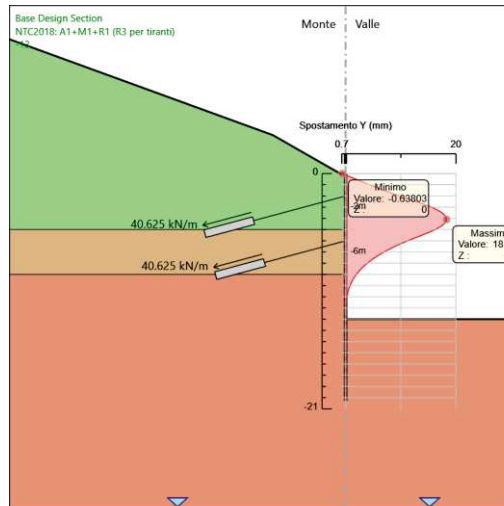 Base Design Section
NTC2018: A1+M1+R1 (R3 per tiranti)
Monte
Valle
Spostamento Y (mm)
0.7
20
0
Minimo
Valore: -0.63803
Z :
0
-3m
40.625 kN/m
Massim
Valore: 18
Z :
-6m
40.625 kN/m
-21